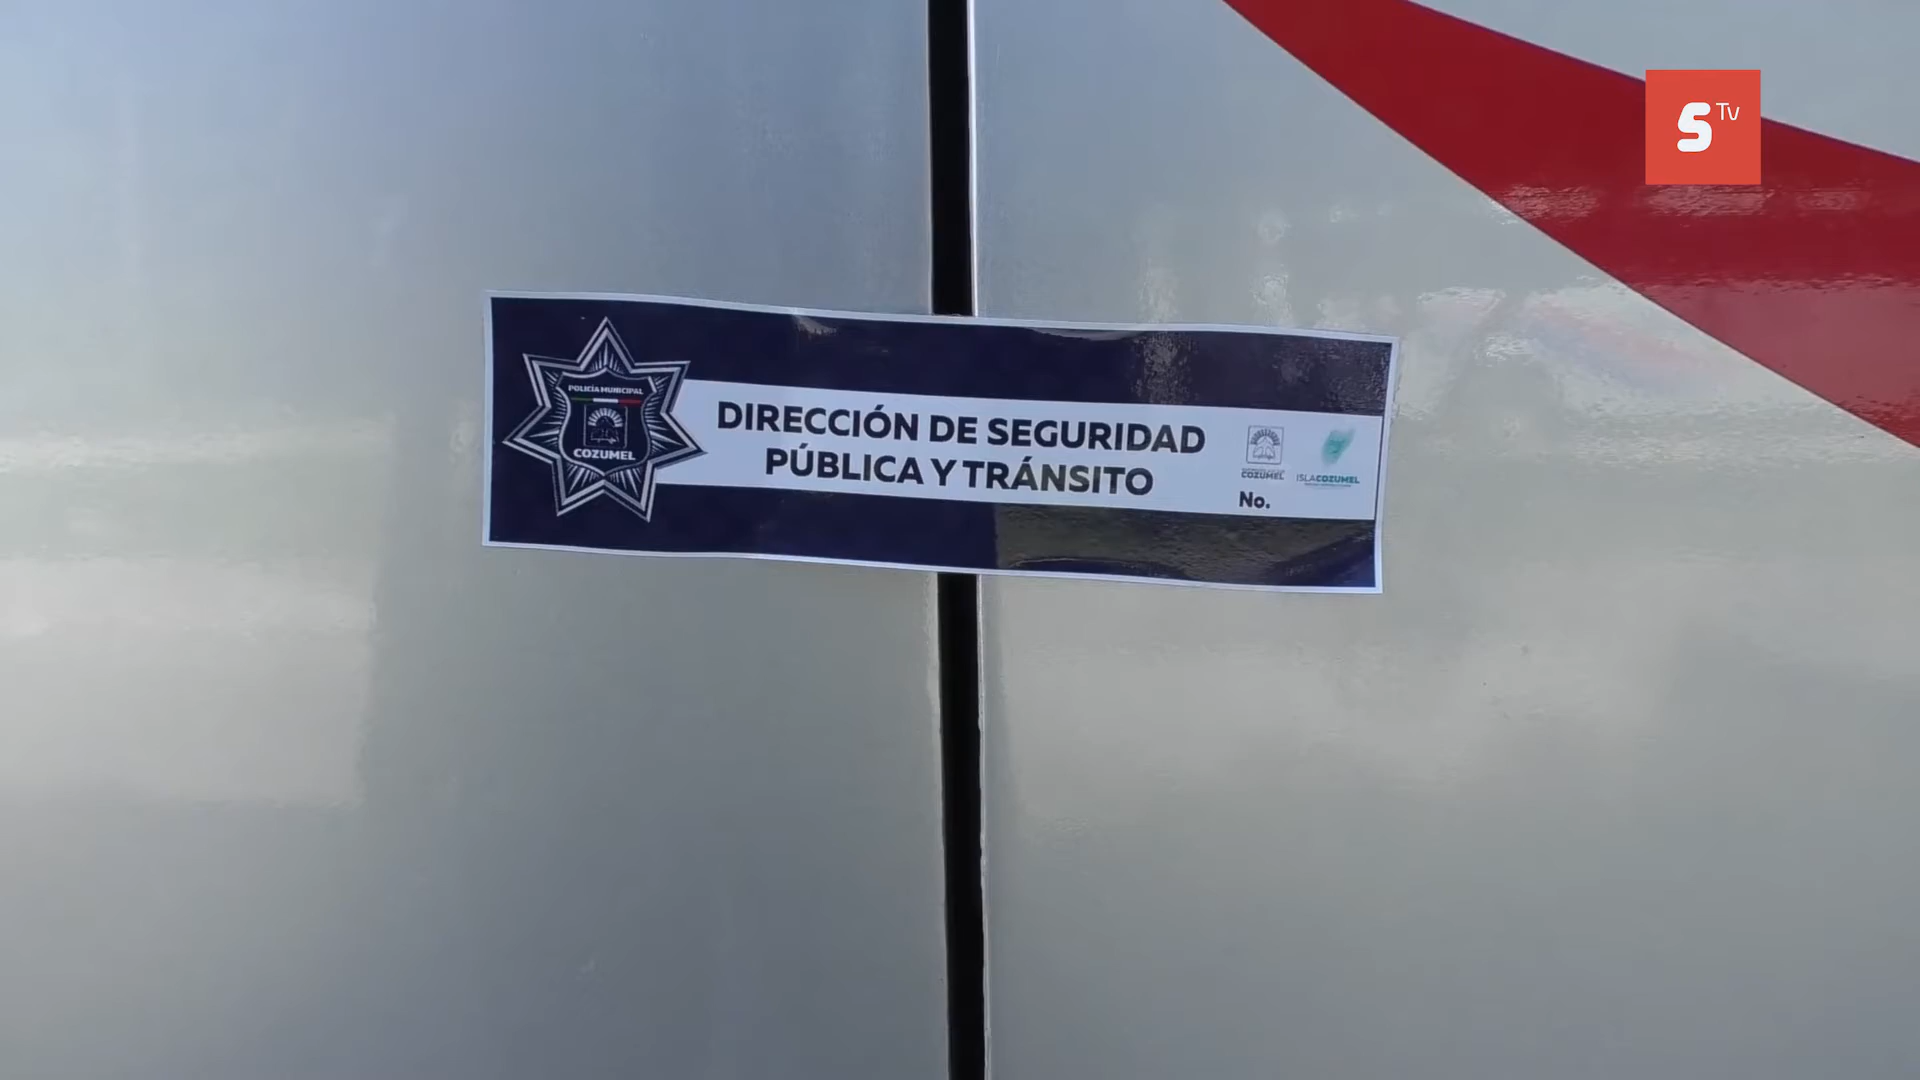 S Tv
POLICÍA MUNICIPAL
COZUMEL
DIRECCIÓN DE SEGURIDAD
PÚBLICA Y TRÁNSITO
COZUMEL
ISLACOZUMEL
No.